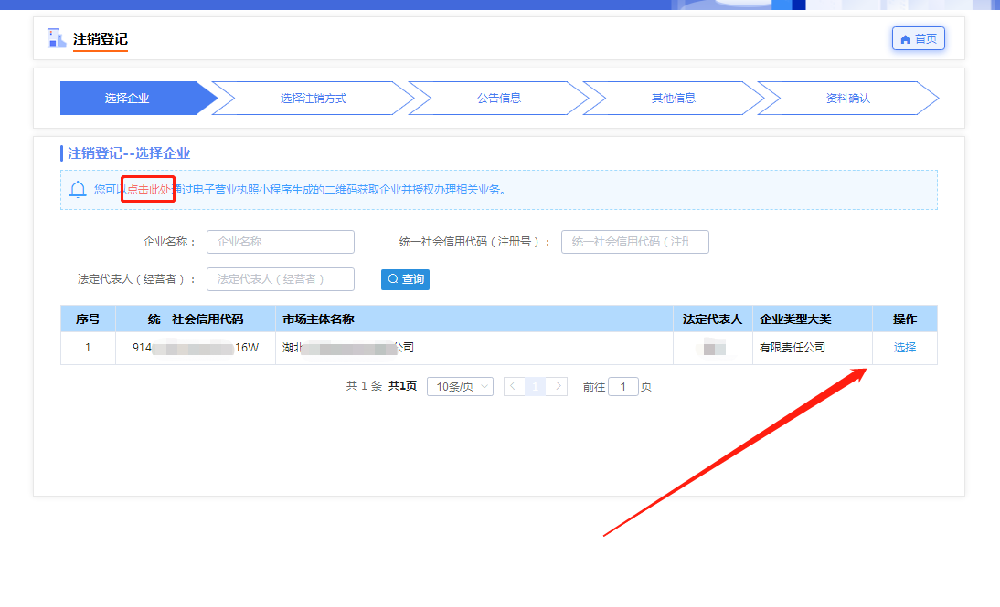 注销登记
首页
选择企业 选择注销方式 公告信息 其他信息 资料确认
注销登记--选择企业
您可以点击此处通过电子营业执照小程序生成的二维码获取企业并授权办理相关业务。
企业名称： 企业名称 统一社会信用代码（注册号）： 统一社会信用代码（注册
法定代表人（经营者）： 法定代表人（经营者） 查询
序号 统一社会信用代码 市场主体名称 法定代表人 企业类型大类 操作
1 914 16W 湖北 公司 有限责任公司 选择
共 1 条 共1页 10条/页 1 前往 1 页